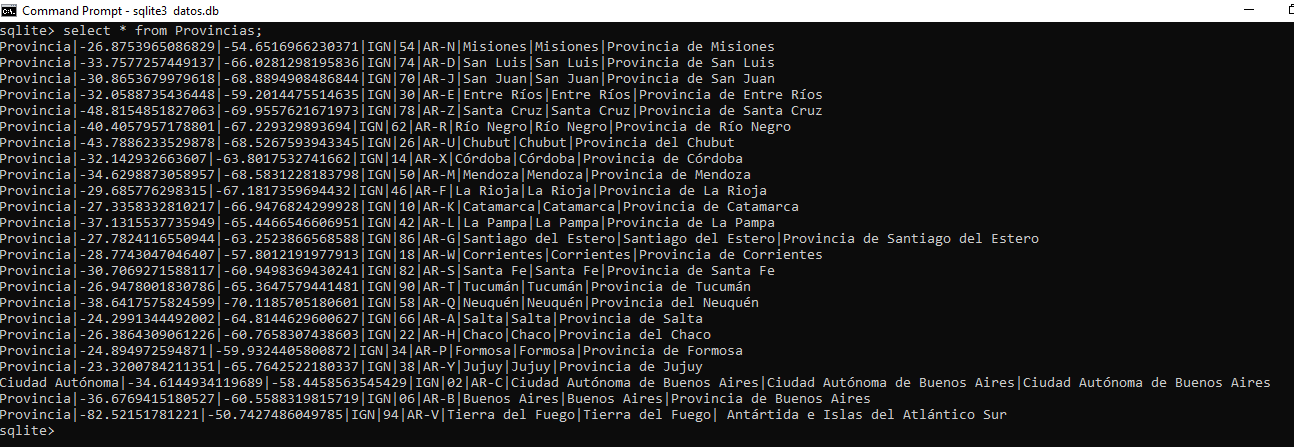 Command Prompt - sqlite3 datos.db
sqlite> select * from Provincias;
Provincia|-26.8753965086829|-54.6516966230371|IGN|54|AR-N|Misiones|Misiones|Provincia de Misiones
Provincia|-33.7577257449137|-66.0281298195836|IGN|74|AR-D|San Luis|San Luis|Provincia de San Luis
Provincia|-30.8653679979618|-68.8894908486844|IGN|70|AR-J|San Juan|San Juan|Provincia de San Juan
Provincia|-32.0588735436448|-59.2014475514635|IGN|30|AR-E|Entre Ríos|Entre Ríos|Provincia de Entre Ríos
Provincia|-48.8154851827063|-69.9557621671973|IGN|78|AR-Z|Santa Cruz|Santa Cruz|Provincia de Santa Cruz
Provincia|-40.4057957178801|-67.229329893694|IGN|62|AR-R|Río Negro|Río Negro|Provincia de Río Negro
Provincia|-43.7886233529878|-68.5267593943345|IGN|26|AR-U|Chubut|Chubut|Provincia del Chubut
Provincia|-32.142932663607|-63.8017532741662|IGN|14|AR-X|Córdoba|Córdoba|Provincia de Córdoba
Provincia|-34.6298873058957|-68.5831228183798|IGN|50|AR-M|Mendoza|Mendoza|Provincia de Mendoza
Provincia|-29.685776298315|-67.1817359694432|IGN|46|AR-F|La Rioja|La Rioja|Provincia de La Rioja
Provincia|-27.3358332810217|-66.9476824299928|IGN|10|AR-K|Catamarca|Catamarca|Provincia de Catamarca
Provincia|-37.1315537735949|-65.4466546606951|IGN|42|AR-L|La Pampa|La Pampa|Provincia de La Pampa
Provincia|-27.7824116550944|-63.2523866568588|IGN|86|AR-G|Santiago del Estero|Santiago del Estero|Provincia de Santiago del Estero
Provincia|-28.7743047046407|-57.8012191977913|IGN|18|AR-W|Corrientes|Corrientes|Provincia de Corrientes
Provincia|-30.7069271588117|-60.9498369430241|IGN|82|AR-S|Santa Fe|Santa Fe|Provincia de Santa Fe
Provincia|-26.9478001830786|-65.3647579441481|IGN|90|AR-T|Tucumán|Tucumán|Provincia de Tucumán
Provincia|-38.6417575824599|-70.1185705180601|IGN|58|AR-Q|Neuquén|Neuquén|Provincia del Neuquén
Provincia|-24.2991344492002|-64.8144629600627|IGN|66|AR-A|Salta|Salta|Provincia de Salta
Provincia|-26.3864309061226|-60.7658307438603|IGN|22|AR-H|Chaco|Chaco|Provincia del Chaco
Provincia|-24.894972594871|-59.9324405800872|IGN|34|AR-P|Formosa|Formosa|Provincia de Formosa
Provincia|-23.3200784211351|-65.7642522180337|IGN|38|AR-Y|Jujuy|Jujuy|Provincia de Jujuy
Ciudad Autónoma|-34.6144934119689|-58.4458563545429|IGN|02|AR-C|Ciudad Autónoma de Buenos Aires|Ciudad Autónoma de Buenos Aires|Ciudad Autónoma de Buenos Aires
Provincia|-36.6769415180527|-60.5588319815719|IGN|06|AR-B|Buenos Aires|Buenos Aires|Provincia de Buenos Aires
Provincia|-82.52151781221|-50.7427486049785|IGN|94|AR-V|Tierra del Fuego|Tierra del Fuego| Antártida e Islas del Atlántico Sur
sqlite>